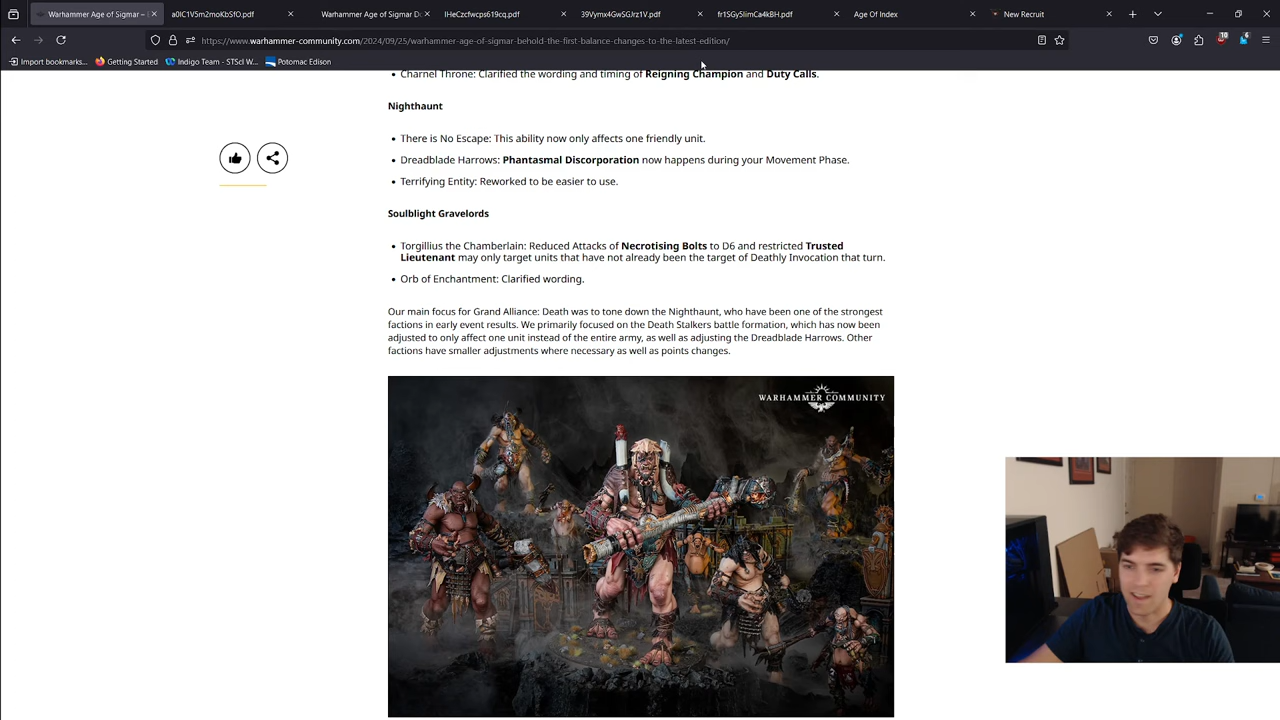 Warhammer Age of Sigmar –
a0lC1V5m2moKbSfO.pdf
Warhammer Age of Sigmar Do
IHeCzcfwcps619cq.pdf
39Vymx4GwSGJrz1V.pdf
fr1SGy5limCa4kBH.pdf
Age Of Index
New Recruit
https://www.warhammer-community.com/2024/09/25/warhammer-age-of-sigmar-behold-the-first-balance-changes-to-the-latest-edition/
10
6
Import bookmarks...
Getting Started
Indigo Team - STScI W...
Potomac Edison
• Charnel Throne: Clarified the wording and timing of Reigning Champion and Duty Calls.
Nighthaunt
• There is No Escape: This ability now only affects one friendly unit.
• Dreadblade Harrows: Phantasmal Discorporation now happens during your Movement Phase.
• Terrifying Entity: Reworked to be easier to use.
Soulblight Gravelords
• Torgillius the Chamberlain: Reduced Attacks of Necrotising Bolts to D6 and restricted Trusted
Lieutenant may only target units that have not already been the target of Deathly Invocation that turn.
• Orb of Enchantment: Clarified wording.
Our main focus for Grand Alliance: Death was to tone down the Nighthaunt, who have been one of the strongest
factions in early event results. We primarily focused on the Death Stalkers battle formation, which has now been
adjusted to only affect one unit instead of the entire army, as well as adjusting the Dreadblade Harrows. Other
factions have smaller adjustments where necessary as well as points changes.
WARHAMMER COMMUNITY